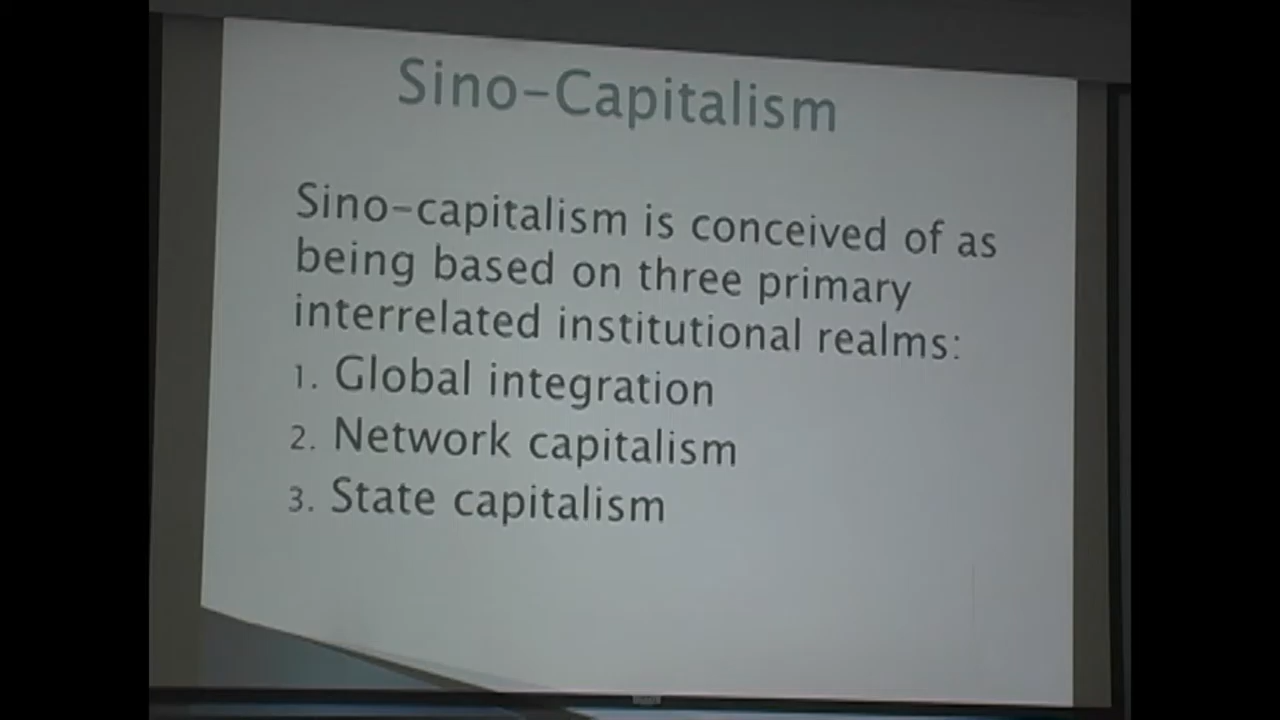 Sino-Capitalism
Sino-capitalism is conceived of as
being based on three primary
interrelated institutional realms:
1. Global integration
2. Network capitalism
3. State capitalism